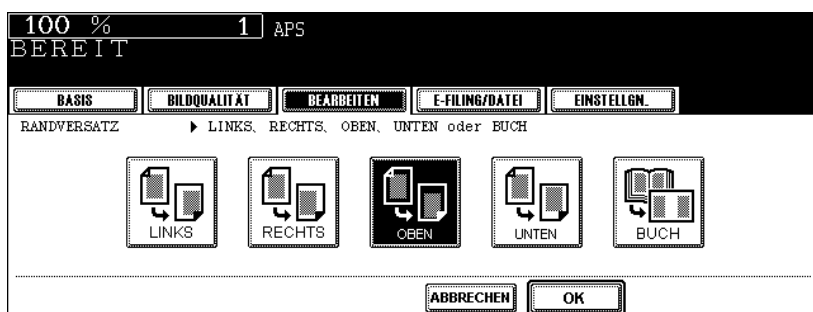 100 % 1 APS
BEREIT
BASIS BILDQUALITÄT BEARBEITEN E-FILING/DATEI EINSTELLGN.
RANDVERSATZ ▶ LINKS, RECHTS, OBEN, UNTEN oder BUCH
LINKS RECHTS OBEN UNTEN BUCH
ABBRECHEN OK